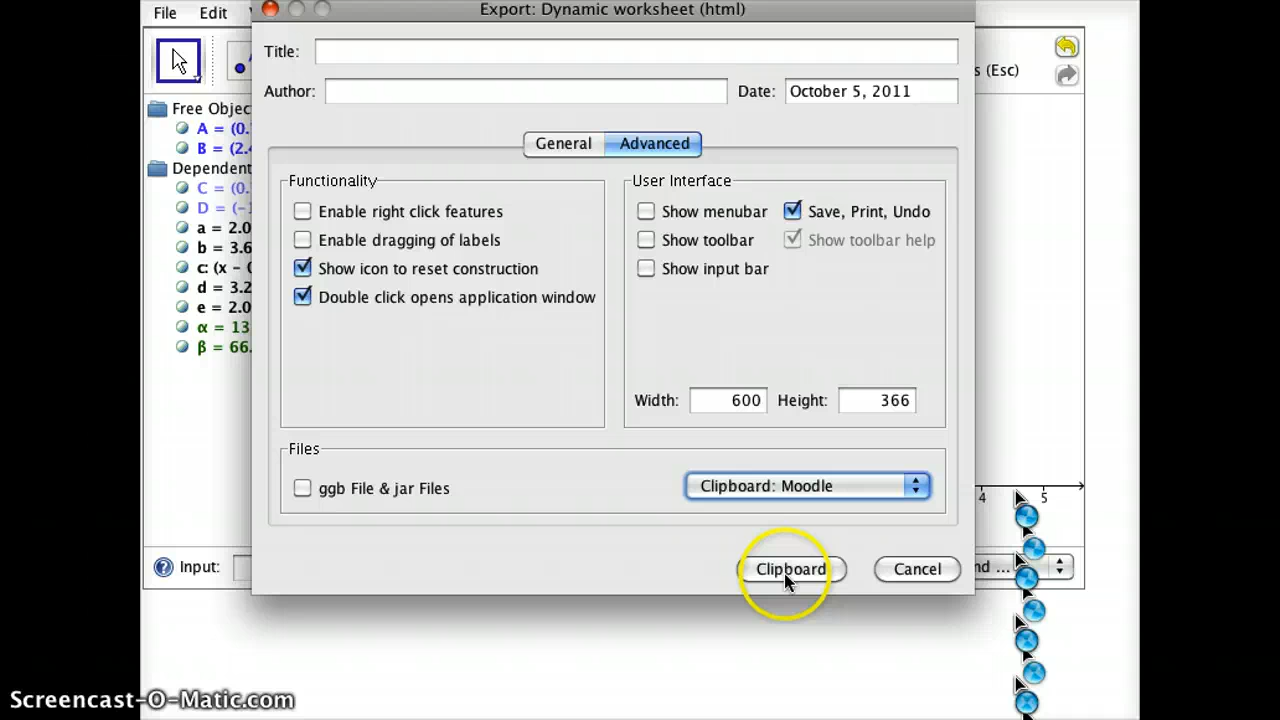 File Edit
Export: Dynamic worksheet (html)
Title:
Author:
Date: October 5, 2011
s (Esc)
General Advanced
Free Objec
A = (0.
B = (2.4
Dependent
C = (0.
D = (-
a = 2.0
b = 3.6
c: (x – 
d = 3.2
e = 2.0
α = 13
β = 66.
Functionality
Enable right click features
Enable dragging of labels
Show icon to reset construction
Double click opens application window
User Interface
Show menubar Save, Print, Undo
Show toolbar Show toolbar help
Show input bar
Width: 600 Height: 366
Files
ggb File & jar Files Clipboard: Moodle
4 5
Input: Clipboard Cancel nd ...
Screencast-O-Matic.com